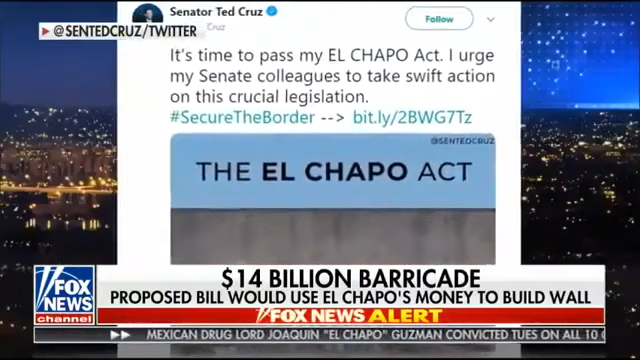 @SENTEDCRUZ/TWITTER
Senator Ted Cruz
Cruz
Follow
It's time to pass my EL CHAPO Act. I urge
my Senate colleagues to take swift action
on this crucial legislation.
#SecureTheBorder --> bit.ly/2BWG7Tz
@SENTEDCRUZ
THE EL CHAPO ACT
$14 BILLION BARRICADE
PROPOSED BILL WOULD USE EL CHAPO'S MONEY TO BUILD WALL
FOX NEWS ALERT
FOX
NEWS
channel
MEXICAN DRUG LORD JOAQUIN "EL CHAPO" GUZMAN CONVICTED TUES ON ALL 10